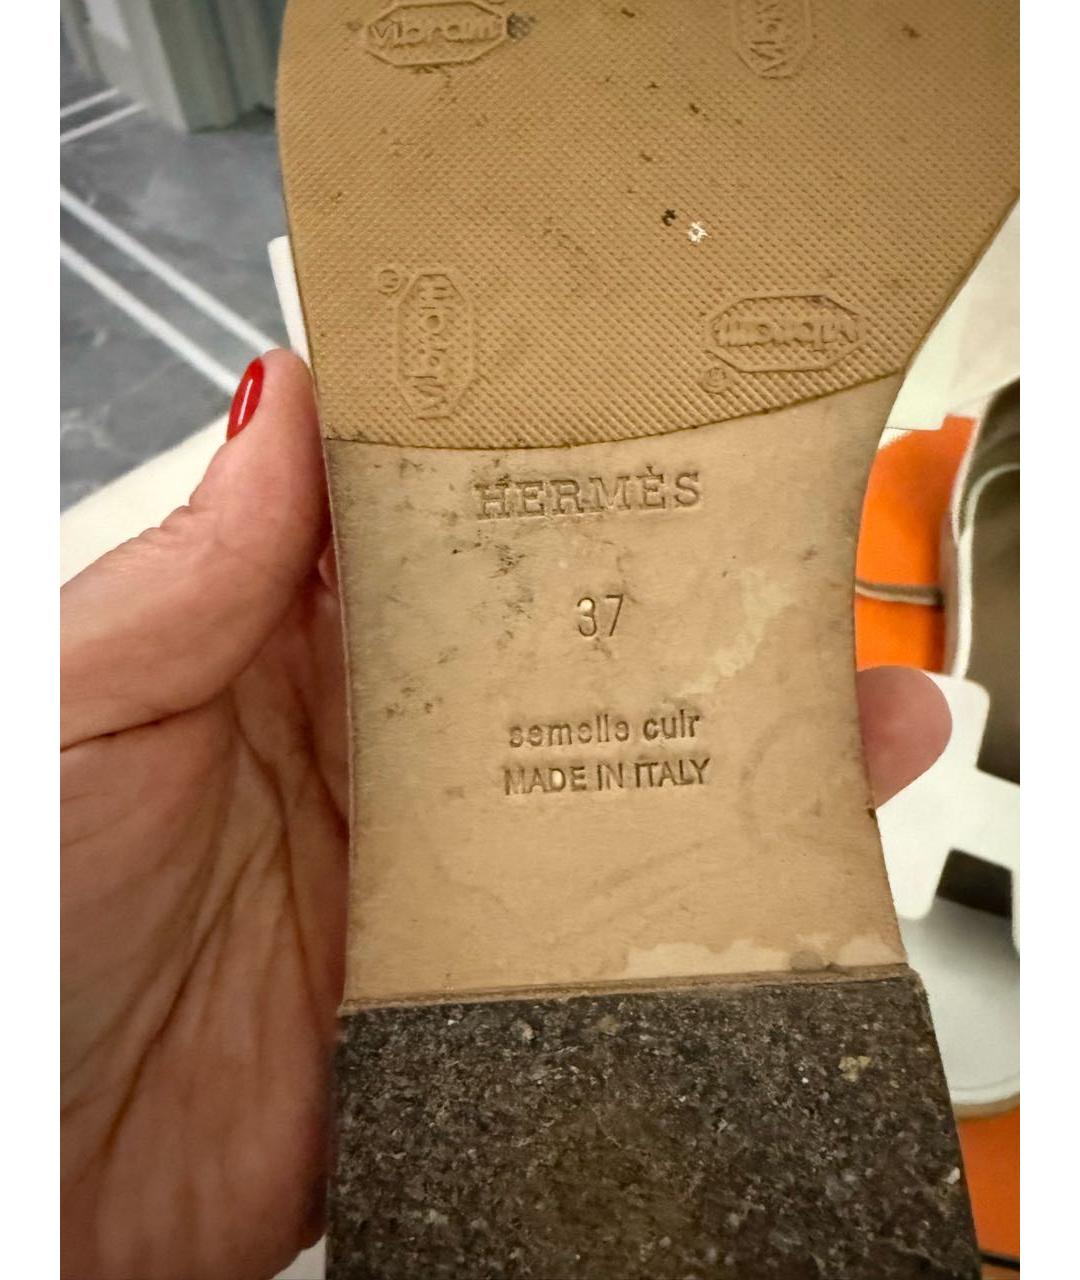 vibram
vibram
vibram ®
vibram ®
HERMÈS
37
semelle cuir
MADE IN ITALY